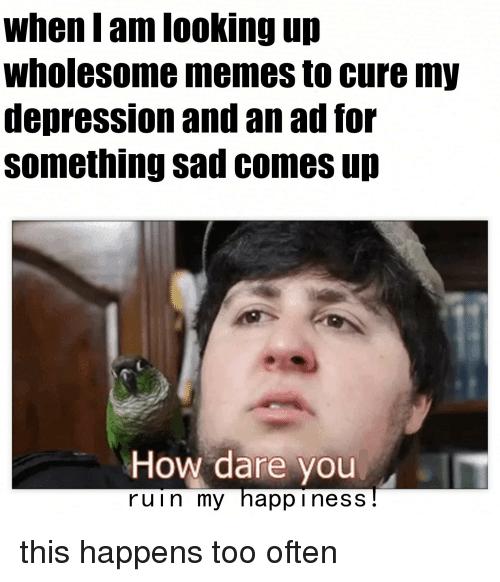 when I am looking up
wholesome memes to cure my
depression and an ad for
something sad comes up
How dare you
ruin my happiness!
this happens too often